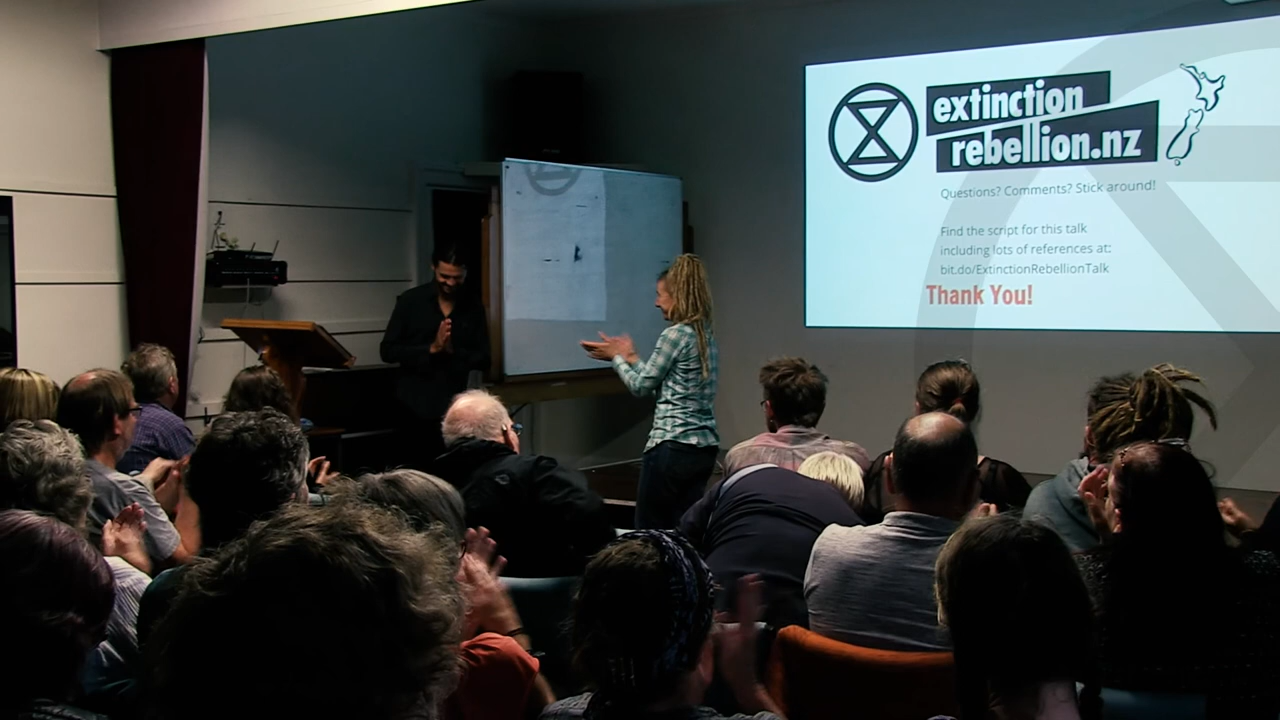 extinction
rebellion.nz
Questions? Comments? Stick around!
Find the script for this talk
including lots of references at:
bit.do/ExtinctionRebellionTalk
Thank You!